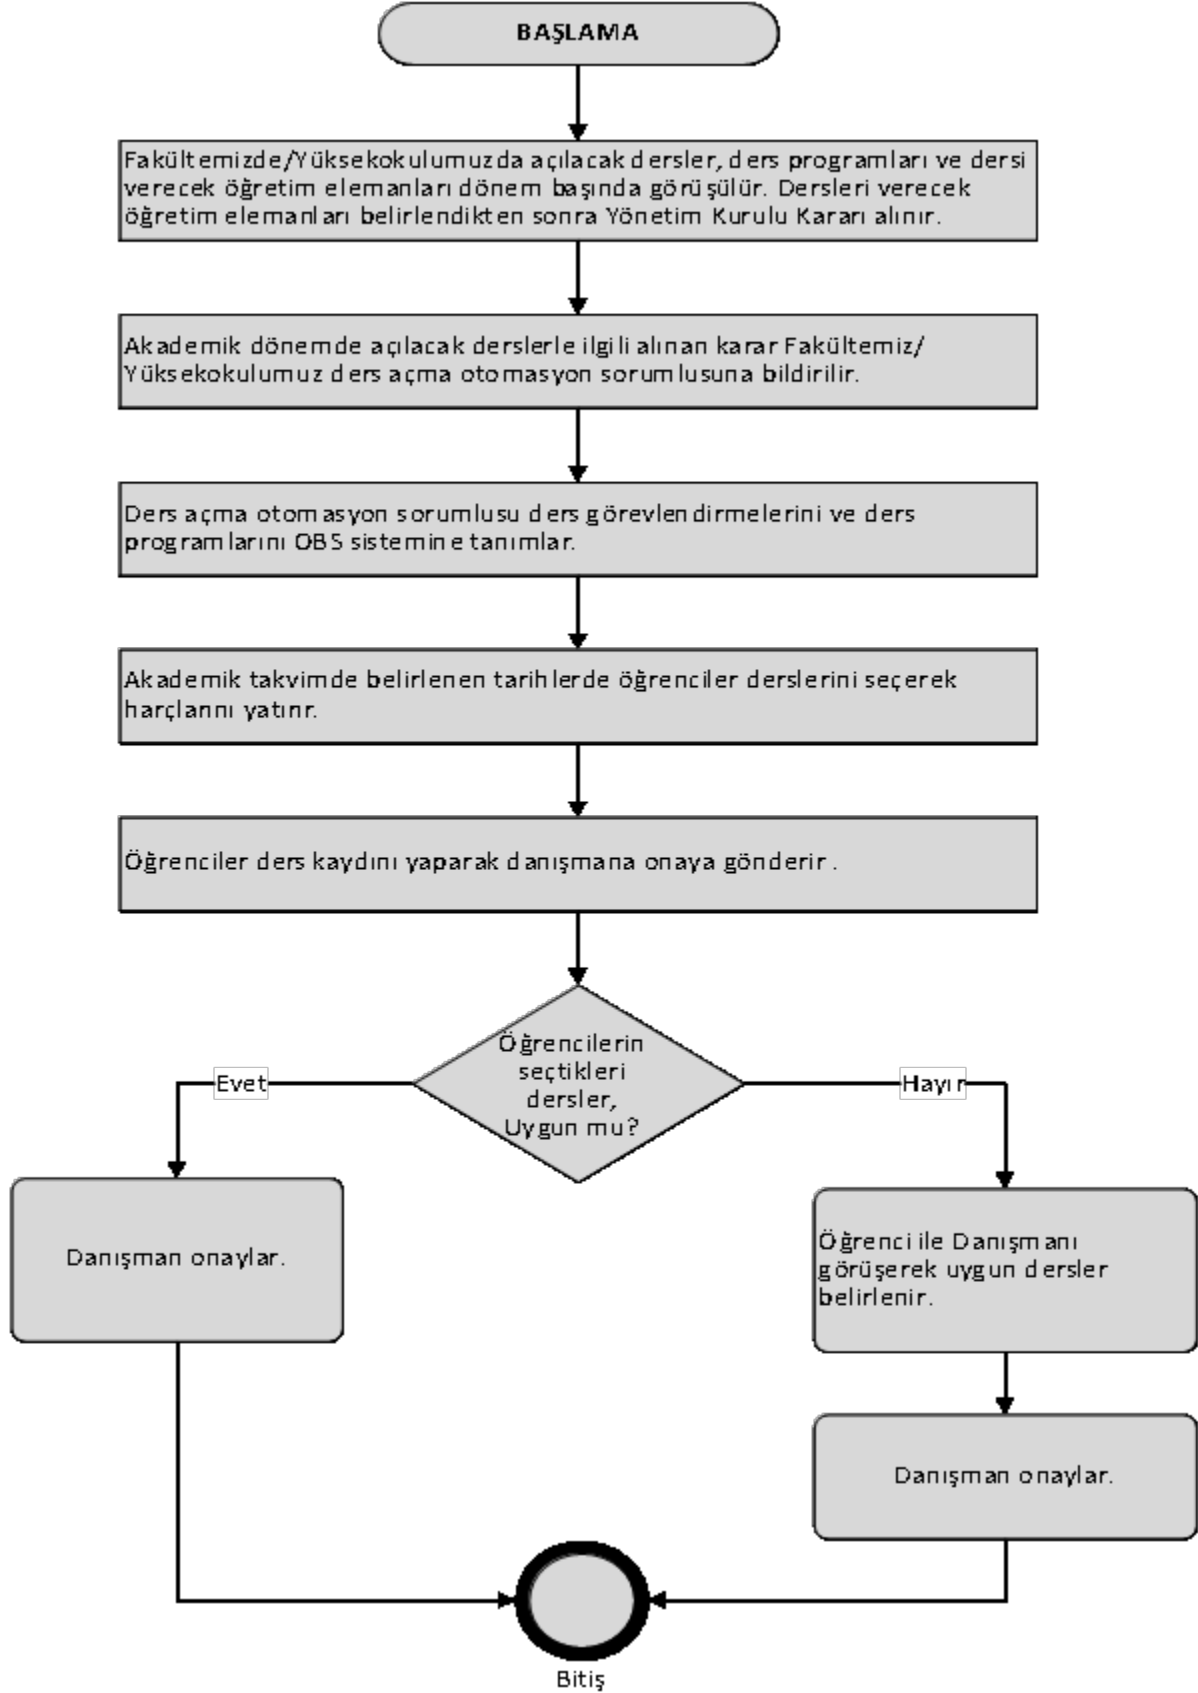 BAŞLAMA
Fakültemizde/Yüksekokulumuzda açılacak dersler, ders programları ve dersi
verecek öğretim elemanları dönem başında görüşülür. Dersleri verecek
öğretim elemanları belirlendikten sonra Yönetim Kurulu Kararı alınır.
Akademik dönemde açılacak derslerle ilgili alınan karar Fakültemiz/
Yüksekokulumuz ders açma otomasyon sorumlusuna bildirilir.
Ders açma otomasyon sorumlusu ders görevlendirmelerini ve ders
programlarını OBS sistemine tanımlar.
Akademik takvimde belirlenen tarihlerde öğrenciler derslerini seçerek
harçlarını yatırır.
Öğrenciler ders kaydını yaparak danışmana onaya gönderir .
Öğrencilerin
seçtikleri
dersler,
Uygun mu?
Evet
Hayır
Danışman onaylar.
Öğrenci ile Danışmanı
görüşerek uygun dersler
belirlenir.
Danışman onaylar.
Bitiş